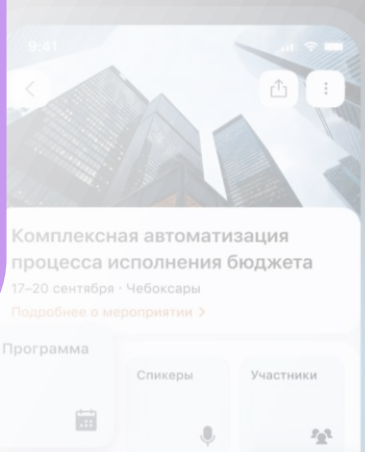 9:41
Комплексная автоматизация
процесса исполнения бюджета
17–20 сентября · Чебоксары
Подробнее о мероприятии >
Программа
Спикеры
Участники